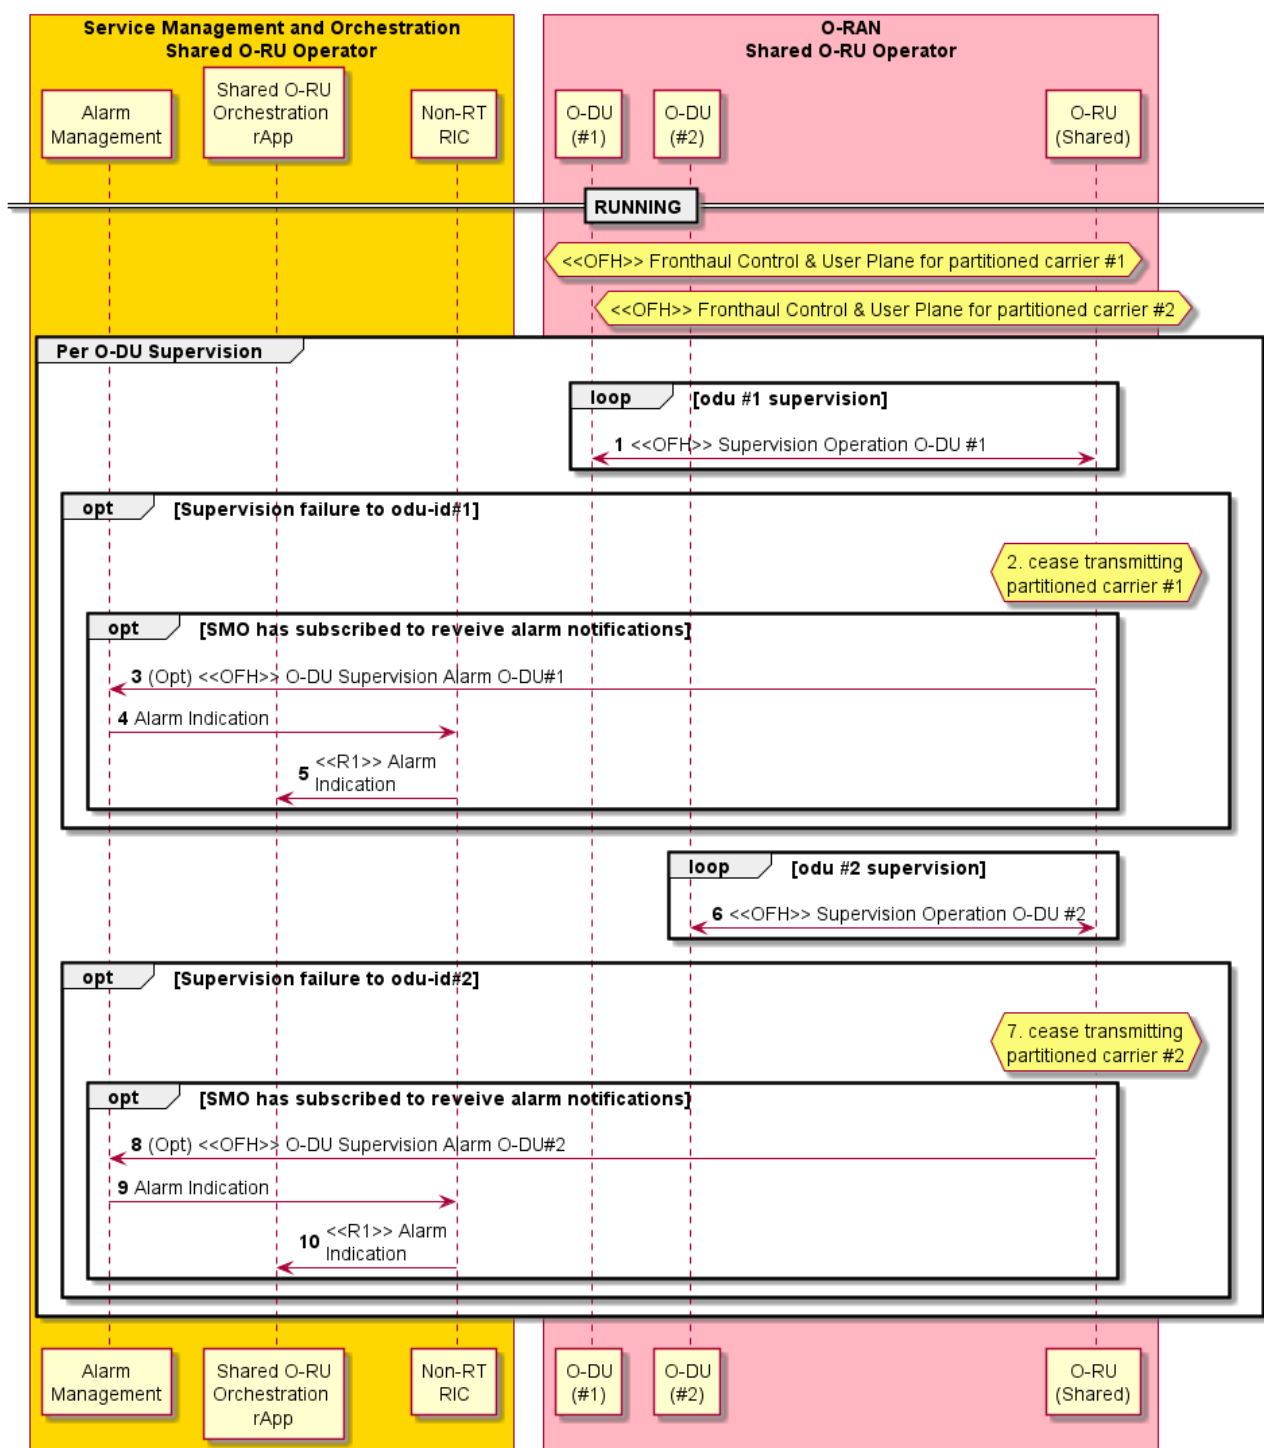 Service Management and Orchestration
Shared O-RU Operator
O-RAN
Shared O-RU Operator
Alarm
Management
Shared O-RU
Orchestration
rApp
Non-RT
RIC
O-DU
(#1)
O-DU
(#2)
O-RU
(Shared)
RUNNING
<<OFH>> Fronthaul Control & User Plane for partitioned carrier #1
<<OFH>> Fronthaul Control & User Plane for partitioned carrier #2
Per O-DU Supervision
loop [odu #1 supervision]
1 <<OFH>> Supervision Operation O-DU #1
opt [Supervision failure to odu-id#1]
2. cease transmitting
partitioned carrier #1
opt [SMO has subscribed to reveive alarm notifications]
3 (Opt) <<OFH>> O-DU Supervision Alarm O-DU#1
4 Alarm Indication
5 <<R1>> Alarm
Indication
loop [odu #2 supervision]
6 <<OFH>> Supervision Operation O-DU #2
opt [Supervision failure to odu-id#2]
7. cease transmitting
partitioned carrier #2
opt [SMO has subscribed to reveive alarm notifications]
8 (Opt) <<OFH>> O-DU Supervision Alarm O-DU#2
9 Alarm Indication
10 <<R1>> Alarm
Indication
Alarm
Management
Shared O-RU
Orchestration
rApp
Non-RT
RIC
O-DU
(#1)
O-DU
(#2)
O-RU
(Shared)